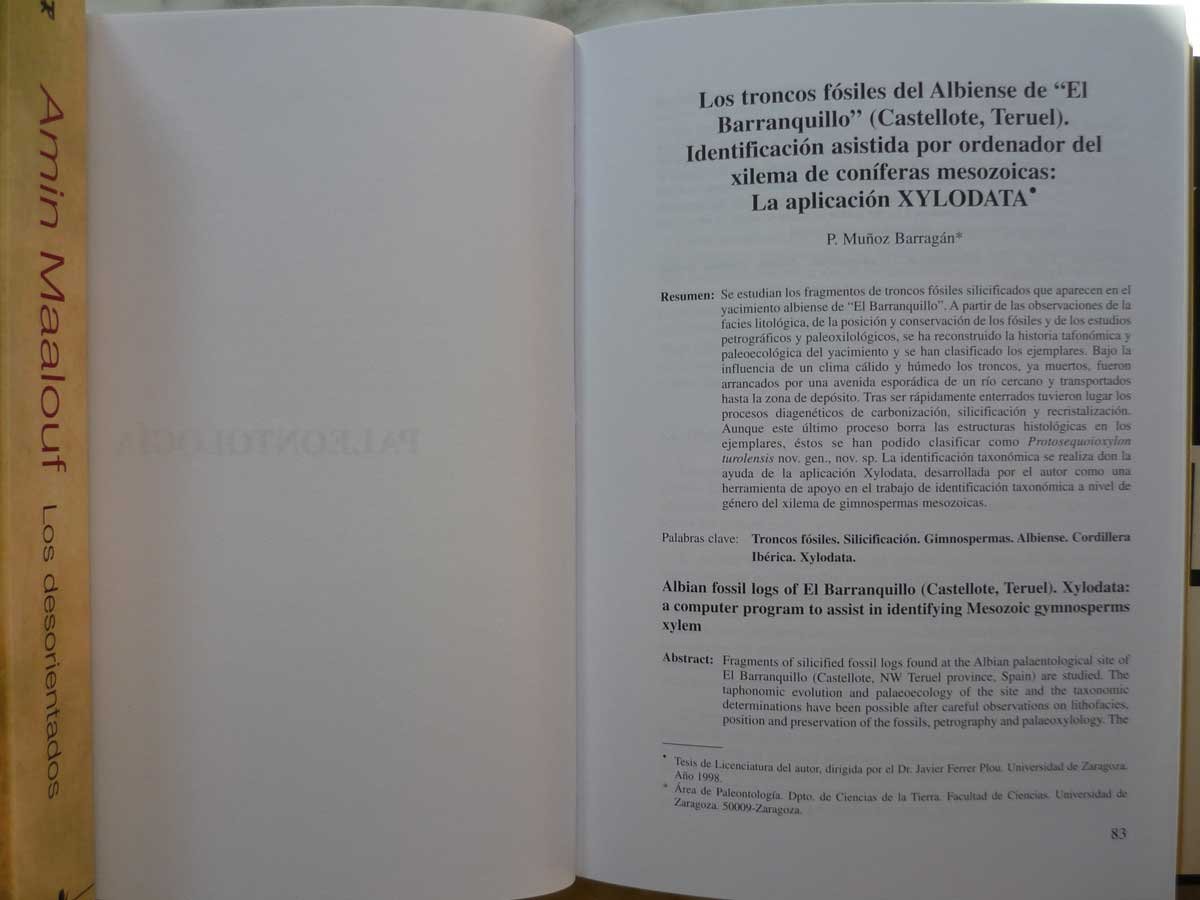 Armin Maalouf Los desorientados
PALEONTOLOGÍA
Los troncos fósiles del Albiense de “El
Barranquillo” (Castellote, Teruel).
Identificación asistida por ordenador del
xilema de coníferas mesozoicas:
La aplicación XYLODATA•
P. Muñoz Barragán*
Resumen: Se estudian los fragmentos de troncos fósiles silicificados que aparecen en el
yacimiento albiense de “El Barranquillo”. A partir de las observaciones de la
facies litológica, de la posición y conservación de los fósiles y de los estudios
petrográficos y paleoxilológicos, se ha reconstruido la historia tafonómica y
paleoecológica del yacimiento y se han clasificado los ejemplares. Bajo la
influencia de un clima cálido y húmedo los troncos, ya muertos, fueron
arrancados por una avenida esporádica de un río cercano y transportados
hasta la zona de depósito. Tras ser rápidamente enterrados tuvieron lugar los
procesos diagenéticos de carbonización, silicificación y recristalización.
Aunque este último proceso borra las estructuras histológicas en los
ejemplares, éstos se han podido clasificar como Protosequoioxylon
turolensis nov. gen., nov. sp. La identificación taxonómica se realiza don la
ayuda de la aplicación Xylodata, desarrollada por el autor como una
herramienta de apoyo en el trabajo de identificación taxonómica a nivel de
género del xilema de gimnospermas mesozoicas.
Palabras clave: Troncos fósiles. Silicificación. Gimnospermas. Albiense. Cordillera
Ibérica. Xylodata.
Albian fossil logs of El Barranquillo (Castellote, Teruel). Xylodata:
a computer program to assist in identifying Mesozoic gymnosperms
xylem
Abstract: Fragments of silicified fossil logs found at the Albian palaentological site of
El Barranquillo (Castellote, NW Teruel province, Spain) are studied. The
taphonomic evolution and palaeoecology of the site and the taxonomic
determinations have been possible after careful observations on lithofacies,
position and preservation of the fossils, petrography and palaeoxylology. The
• Tesis de Licenciatura del autor, dirigida por el Dr. Javier Ferrer Plou. Universidad de Zaragoza.
Año 1998.
* Área de Paleontología. Dpto. de Ciencias de la Tierra. Facultad de Ciencias. Universidad de
Zaragoza. 50009-Zaragoza.
83